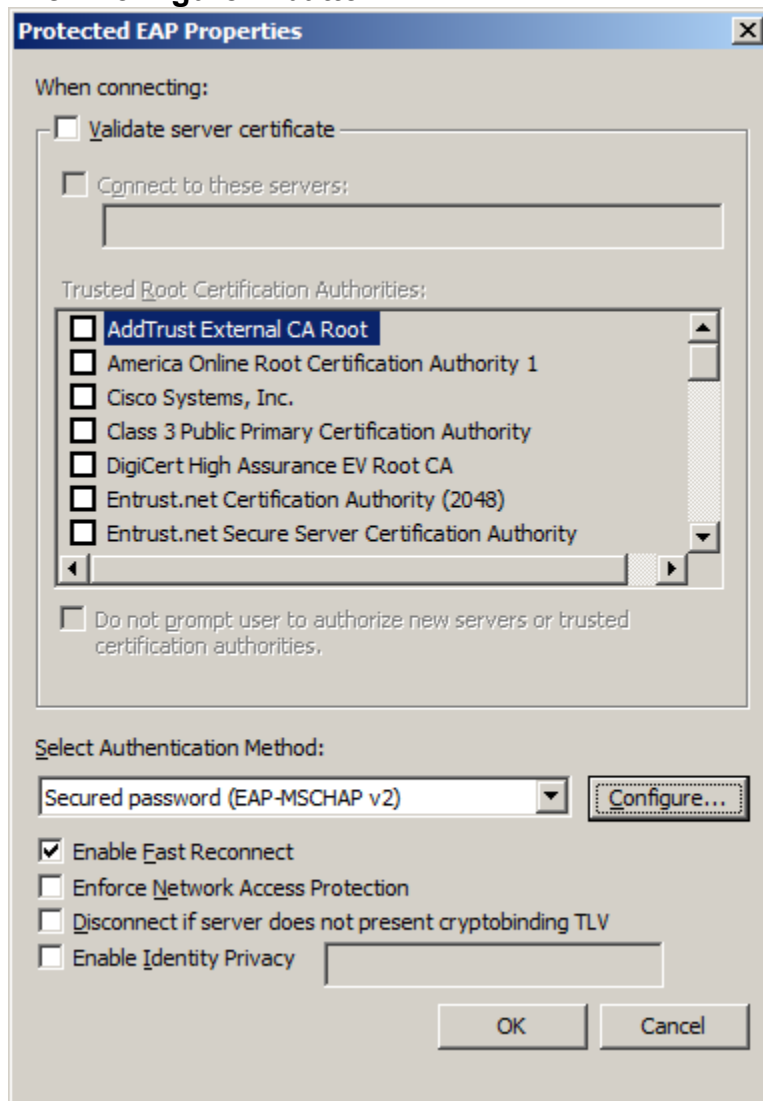 Protected EAP Properties
When connecting:
Validate server certificate
Connect to these servers:
Trusted Root Certification Authorities:
AddTrust External CA Root
America Online Root Certification Authority 1
Cisco Systems, Inc.
Class 3 Public Primary Certification Authority
DigiCert High Assurance EV Root CA
Entrust.net Certification Authority (2048)
Entrust.net Secure Server Certification Authority
Do not prompt user to authorize new servers or trusted
certification authorities.
Select Authentication Method:
Secured password (EAP-MSCHAP v2)
Configure...
Enable Fast Reconnect
Enforce Network Access Protection
Disconnect if server does not present cryptobinding TLV
Enable Identity Privacy
OK
Cancel